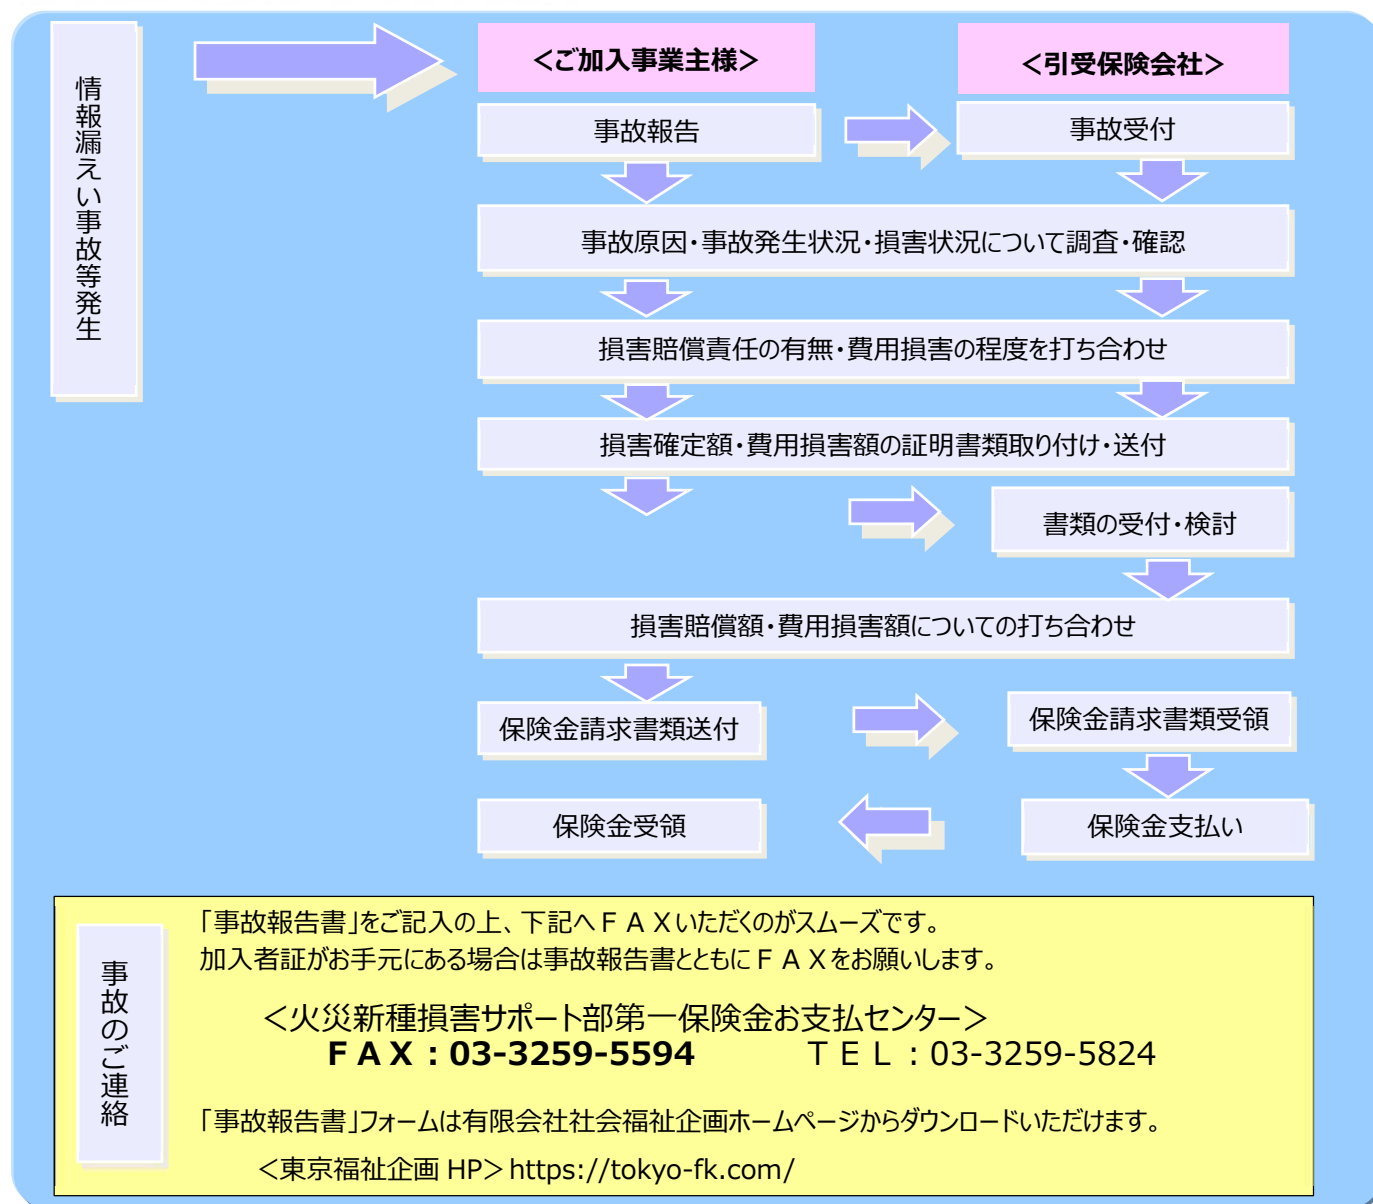 情報漏えい事故等発生
<ご加入事業主様>
<引受保険会社>
事故報告
事故受付
事故原因・事故発生状況・損害状況について調査・確認
損害賠償責任の有無・費用損害の程度を打ち合わせ
損害確定額・費用損害額の証明書類取り付け・送付
書類の受付・検討
損害賠償額・費用損害額についての打ち合わせ
保険金請求書類送付
保険金請求書類受領
保険金受領
保険金支払い
事故のご連絡
「事故報告書」をご記入の上、下記へＦＡＸいただくのがスムーズです。
加入者証がお手元にある場合は事故報告書とともにＦＡＸをお願いします。
<火災新種損害サポート部第一保険金お支払センター>
ＦＡＸ：03-3259-5594 ＴＥＬ：03-3259-5824
「事故報告書」フォームは有限会社社会福祉企画ホームページからダウンロードいただけます。
<東京福祉企画 HP> https://tokyo-fk.com/